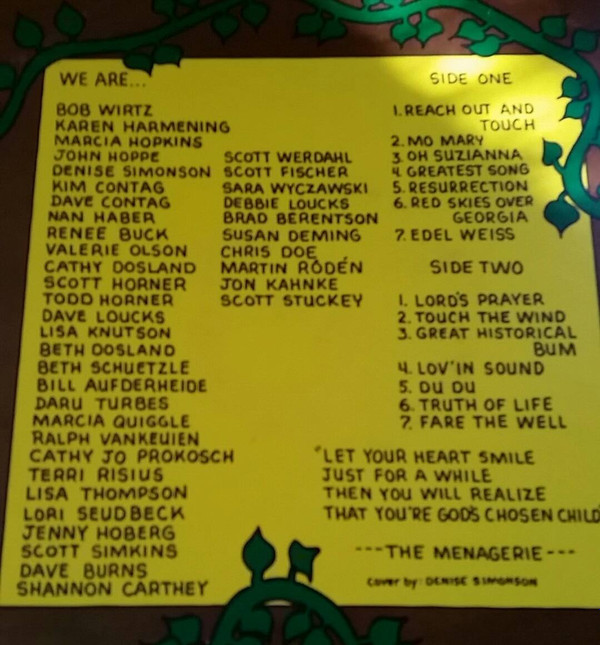 WE ARE...
BOB WIRTZ
KAREN HARMENING
MARCIA HOPKINS
JOHN HOPPE
DENISE SIMONSON
KIM CONTAG
DAVE CONTAG
NAN HABER
RENEE BUCK
VALERIE OLSON
CATHY DOSLAND
SCOTT HORNER
TODD HORNER
DAVE LOUCKS
LISA KNUTSON
BETH DOSLAND
BETH SCHUETZLE
BILL AUFDERHEIDE
DARU TURBES
MARCIA QUIGGLE
RALPH VANKEUIEN
CATHY JO PROKOSCH
TERRI RISIUS
LISA THOMPSON
LORI SEUDBECK
JENNY HOBERG
SCOTT SIMKINS
DAVE BURNS
SHANNON CARTHEY
SCOTT WERDAHL
SCOTT FISCHER
SARA WYCZAWSKI
DEBBIE LOUCKS
BRAD BERENTSON
SUSAN DEMING
CHRIS DOE
MARTIN RÓDÉN
JON KAHNKE
SCOTT STUCKEY
SIDE ONE
1. REACH OUT AND
TOUCH
2. MO MARY
3. OH SUZIANNA
4. GREATEST SONG
5. RESURRECTION
6. RED SKIES OVER
GEORGIA
7. EDEL WEISS
SIDE TWO
1. LORD'S PRAYER
2. TOUCH THE WIND
3. GREAT HISTORICAL
BUM
4. LOV'IN SOUND
5. DU DU
6. TRUTH OF LIFE
7. FARE THE WELL
"LET YOUR HEART SMILE
JUST FOR A WHILE
THEN YOU WILL REALIZE
THAT YOU'RE GOD'S CHOSEN CHILD
---THE MENAGERIE---
Cover by: DENISE SIMONSON